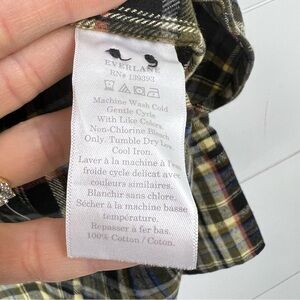 EVERLANE
RN# 139393
Machine Wash Cold
Gentle Cycle
With Like Colors.
Non-Chlorine Bleach
Only. Tumble Dry Low.
Cool Iron.
Laver à la machine à l'eau
froide cycle delicat avec
couleurs similaires.
Blanchir sans chlore.
Sécher à la machine basse
température.
Repasser à fer bas.
100% Cotton / Coton.